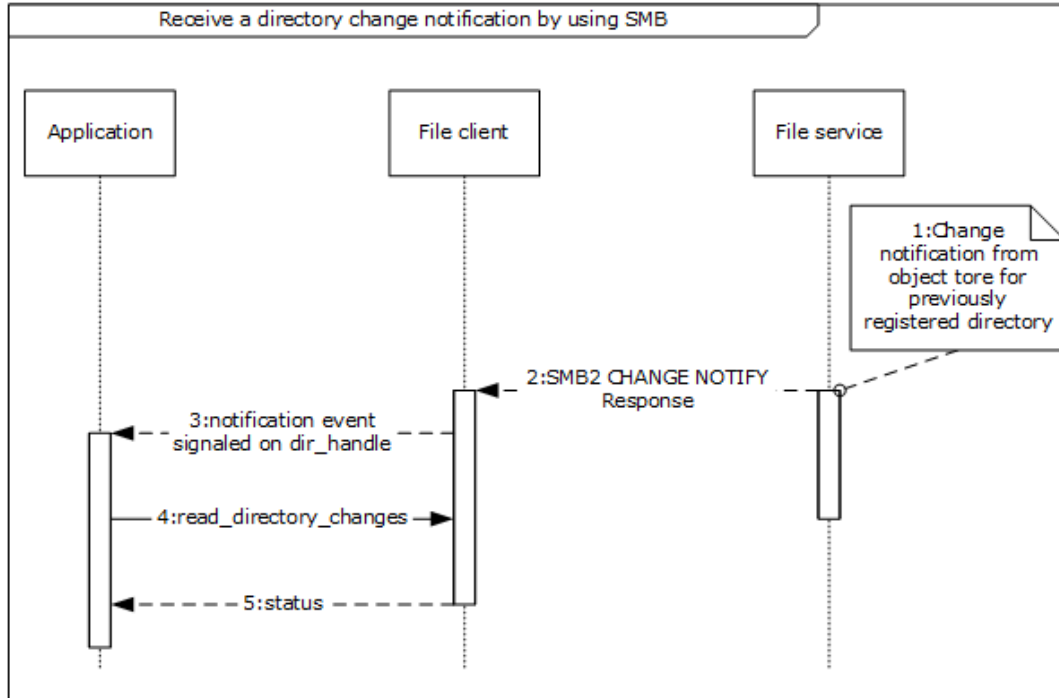 Receive a directory change notification by using SMB
Application
File client
File service
1:Change
notification from
object tore for
previously
registered directory
2:SMB2 CHANGE NOTIFY
Response
3:notification event
signaled on dir_handle
4:read_directory_changes
5:status